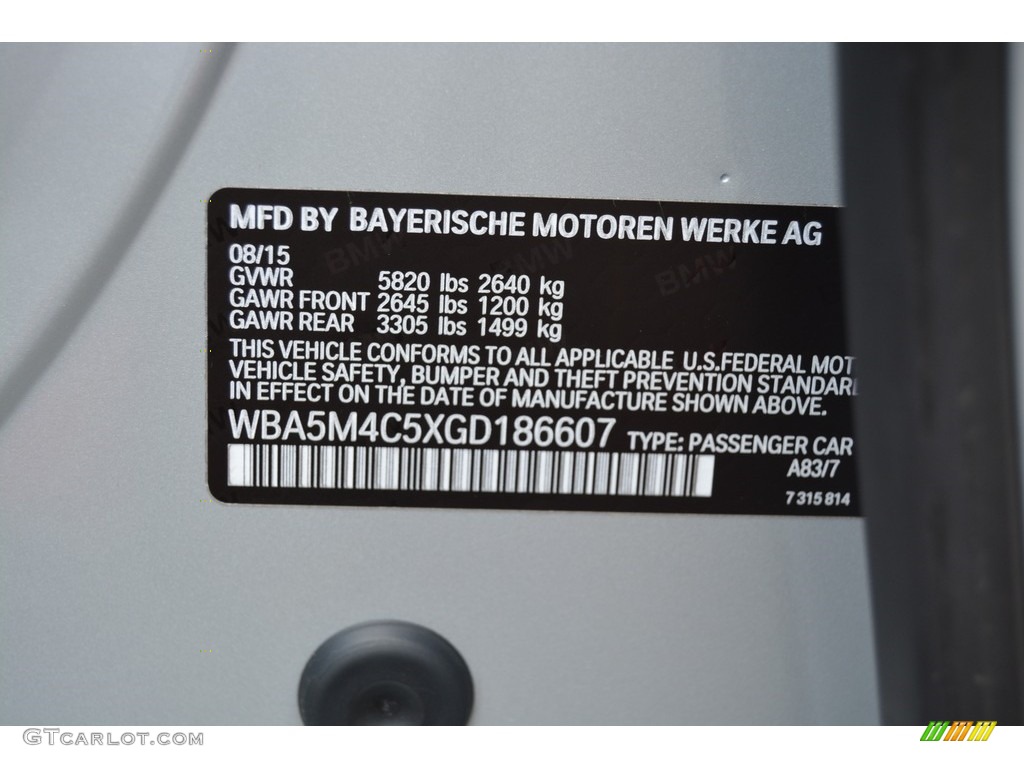 MFD BY BAYERISCHE MOTOREN WERKE AG
08/15
GVWR 5820 lbs 2640 kg
GAWR FRONT 2645 lbs 1200 kg
GAWR REAR 3305 lbs 1499 kg
THIS VEHICLE CONFORMS TO ALL APPLICABLE U.S.FEDERAL MOT
VEHICLE SAFETY, BUMPER AND THEFT PREVENTION STANDAR
IN EFFECT ON THE DATE OF MANUFACTURE SHOWN ABOVE.
WBA5M4C5XGD186607 TYPE: PASSENGER CAR
A83/7
7 315 814
GTCARLOT.COM